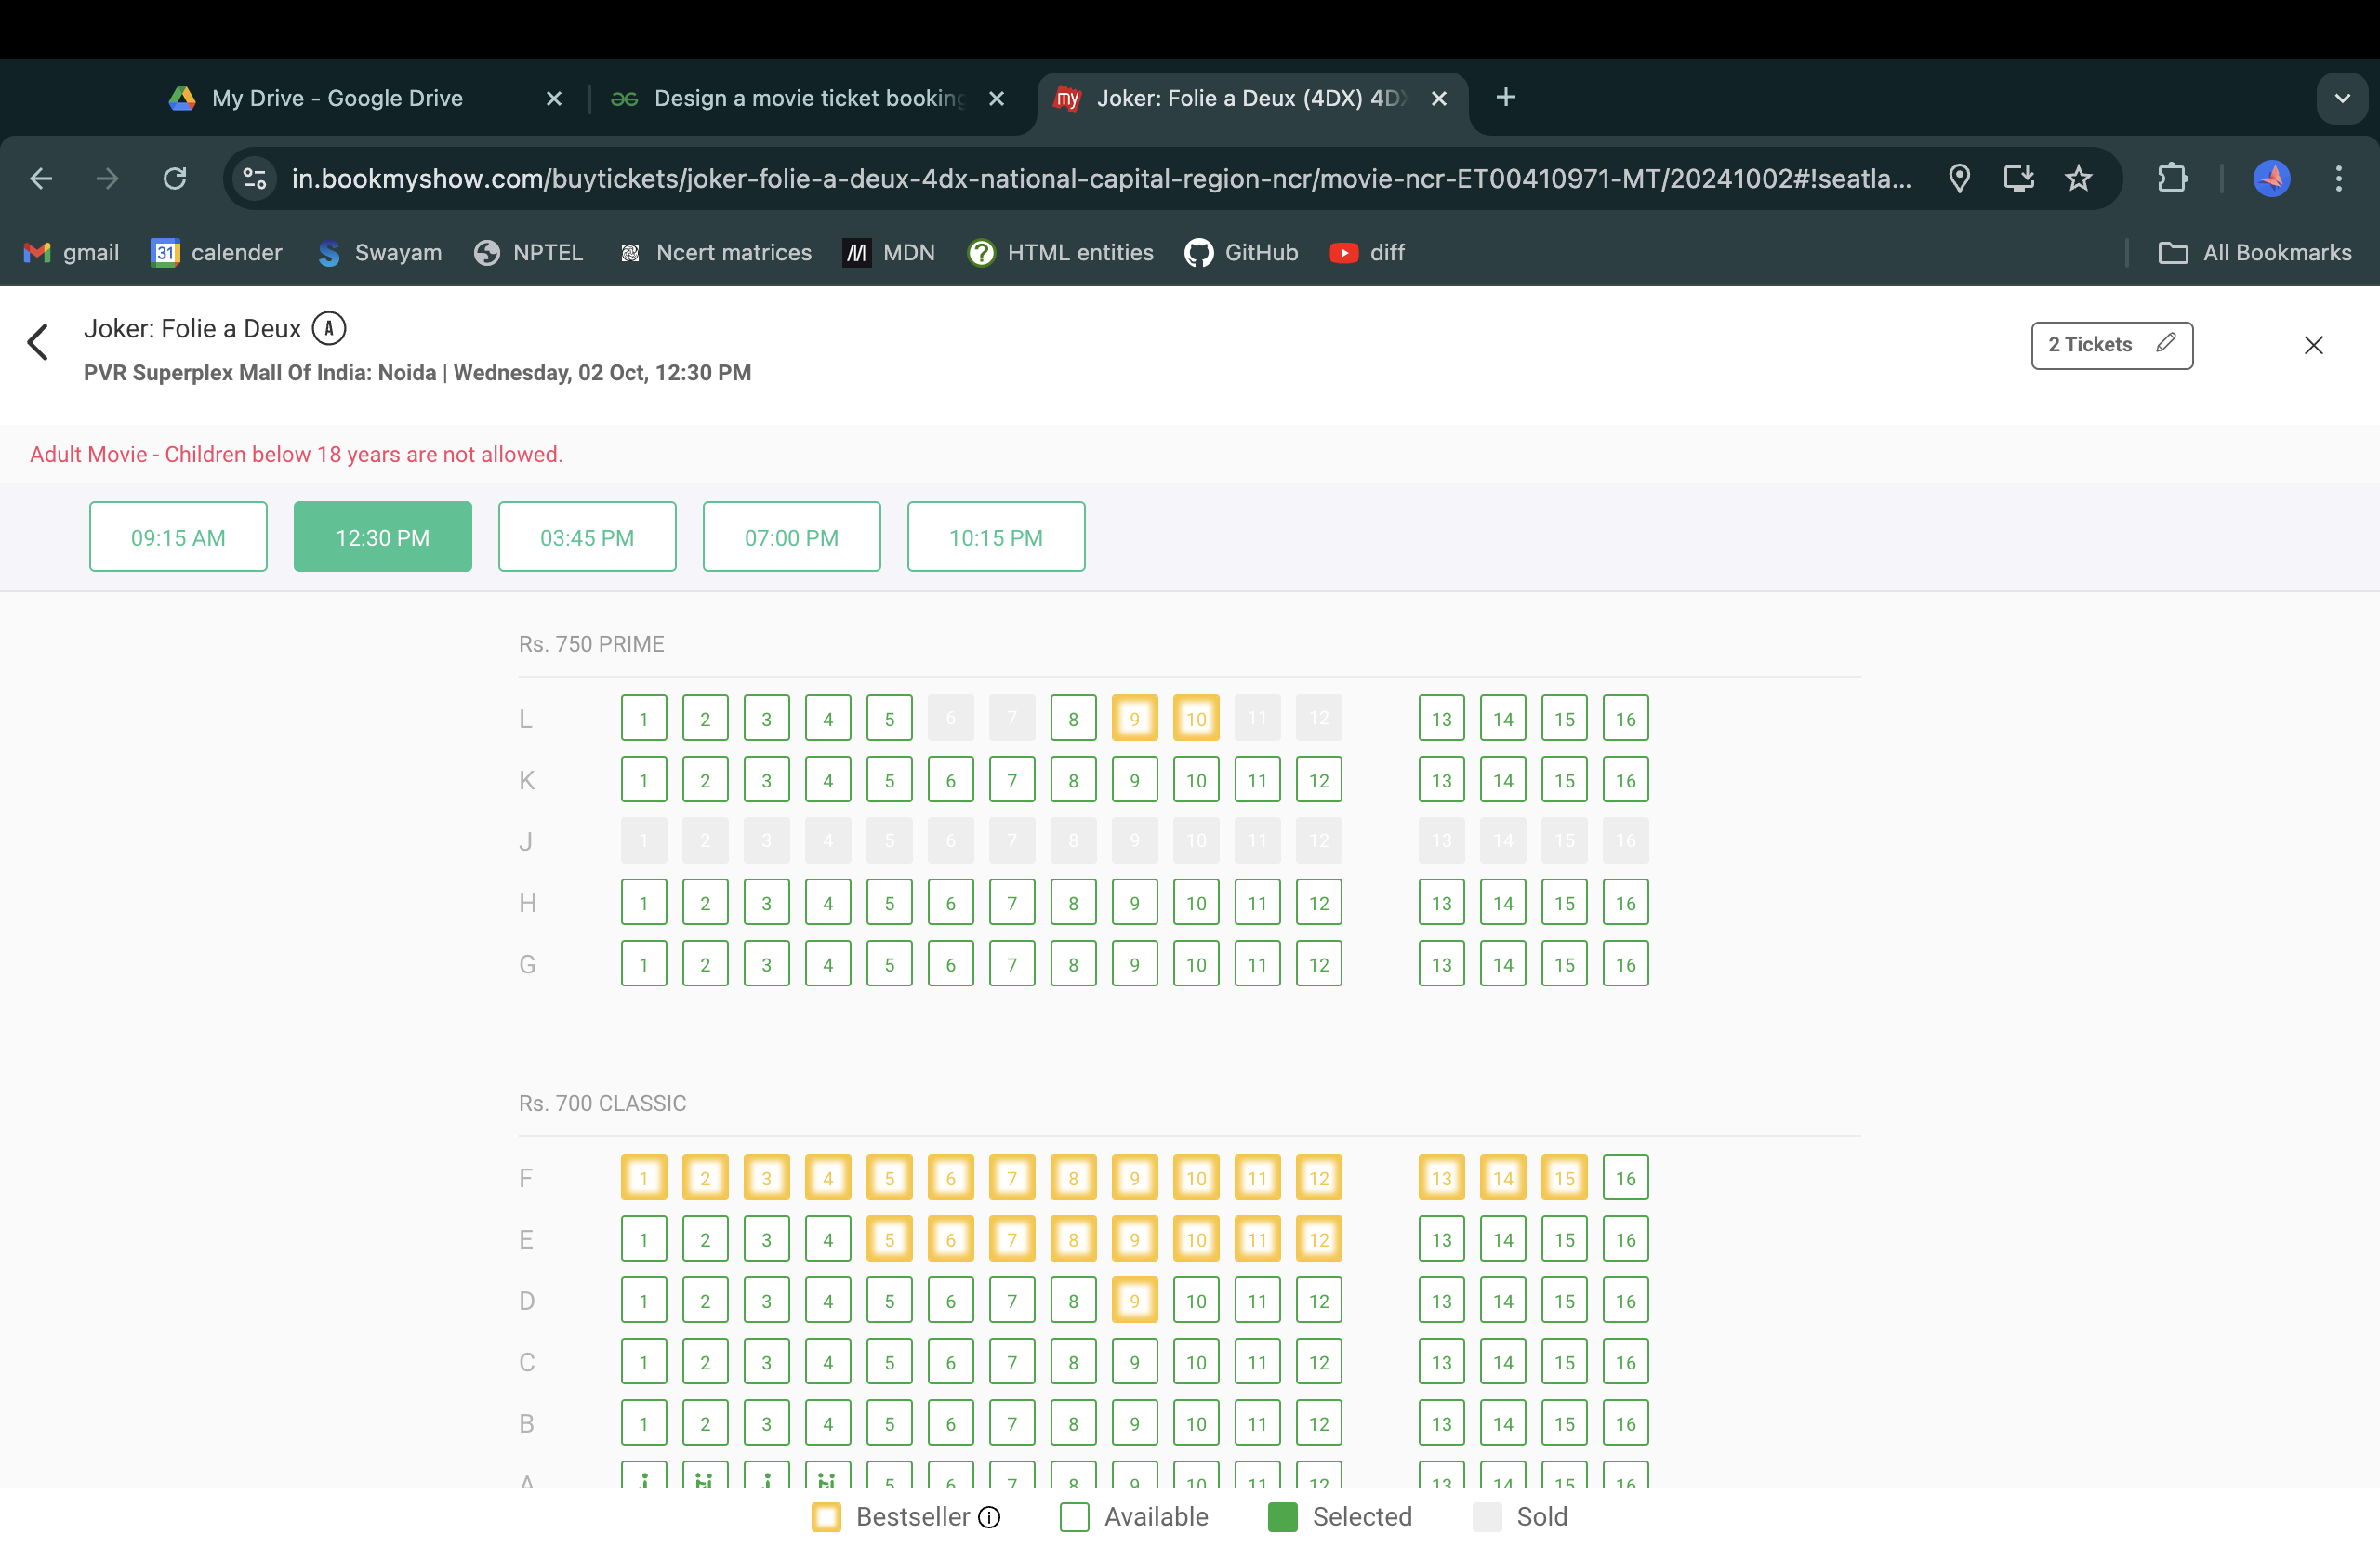 My Drive - Google Drive
Design a movie ticket booking
my
Joker: Folie a Deux (4DX) 4DX
in.bookmyshow.com/buytickets/joker-folie-a-deux-4dx-national-capital-region-ncr/movie-ncr-ET00410971-MT/20241002#!seatla...
gmail
31 calender
Swayam
NPTEL
Ncert matrices
MDN
HTML entities
GitHub
diff
All Bookmarks
Joker: Folie a Deux A
2 Tickets
PVR Superplex Mall Of India: Noida | Wednesday, 02 Oct, 12:30 PM
Adult Movie - Children below 18 years are not allowed.
09:15 AM 12:30 PM 03:45 PM 07:00 PM 10:15 PM
Rs. 750 PRIME
L 1 2 3 4 5 6 7 8 9 10 11 12 13 14 15 16
K 1 2 3 4 5 6 7 8 9 10 11 12 13 14 15 16
J 1 2 3 4 5 6 7 8 9 10 11 12 13 14 15 16
H 1 2 3 4 5 6 7 8 9 10 11 12 13 14 15 16
G 1 2 3 4 5 6 7 8 9 10 11 12 13 14 15 16
Rs. 700 CLASSIC
F 1 2 3 4 5 6 7 8 9 10 11 12 13 14 15 16
E 1 2 3 4 5 6 7 8 9 10 11 12 13 14 15 16
D 1 2 3 4 5 6 7 8 9 10 11 12 13 14 15 16
C 1 2 3 4 5 6 7 8 9 10 11 12 13 14 15 16
B 1 2 3 4 5 6 7 8 9 10 11 12 13 14 15 16
A 5 6 7 8 9 10 11 12 13 14 15 16
Bestseller Available Selected Sold